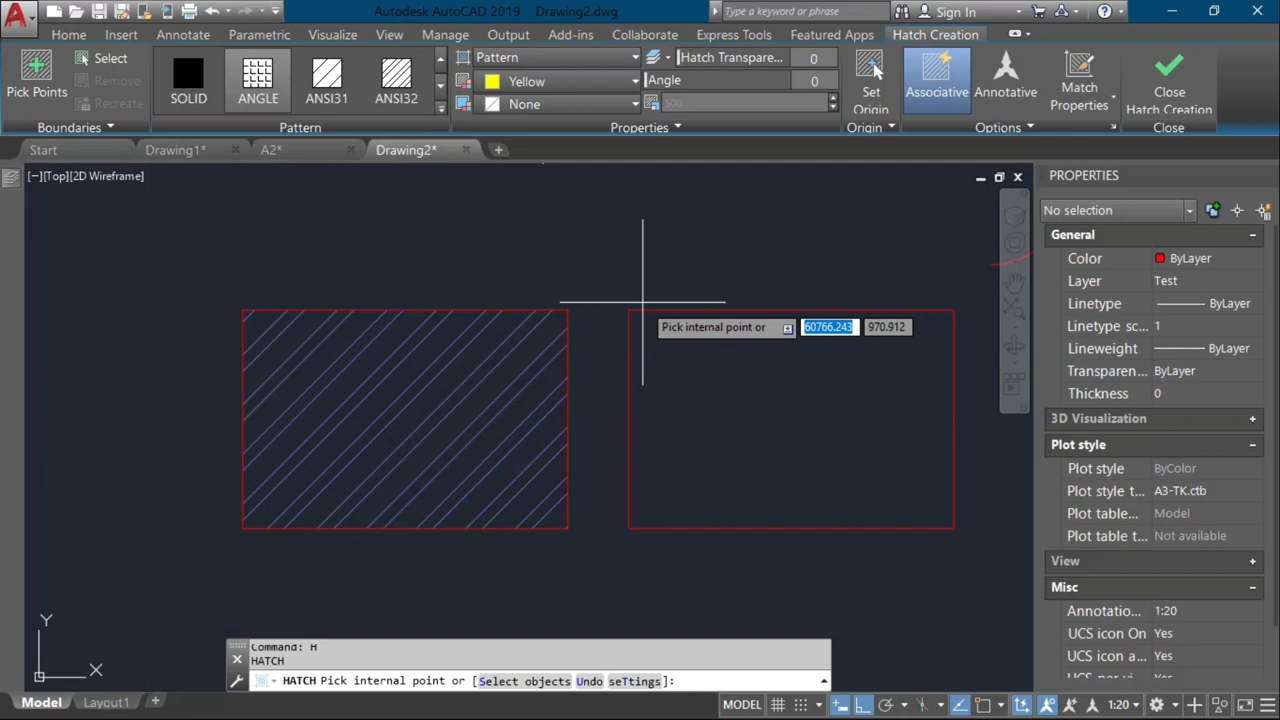 Autodesk AutoCAD 2019 Drawing2.dwg
Type a keyword or phrase
Sign In
Home Insert Annotate Parametric View Manage Output Add-ins Collaborate Express Tools Featured Apps Hatch Creation
Pick Points
Select
Remove
Recreate
Boundaries
SOLID ANGLE ANSI31 ANSI32
Pattern
Pattern
Yellow
None
Hatch Transpare... 0
Angle 0
500
Properties
Set
Origin
Origin
Associative
Annotative
Match
Properties
Options
Close
Hatch Creation
Close
Start Drawing1* A2* Drawing2*
[−][Top][2D Wireframe]
Pick internal point or 60766.243 970.912
Y
X
PROPERTIES
No selection
General
Color ByLayer
Layer Test
Linetype ByLayer
Linetype sc... 1
Lineweight ByLayer
Transparen... ByLayer
Thickness 0
3D Visualization
Plot style
Plot style ByColor
Plot style t... A3-TK.ctb
Plot table... Model
Plot table t... Not available
View
Misc
Annotatio... 1:20
UCS icon On Yes
UCS icon a... Yes
Command: H
HATCH
HATCH Pick internal point or [Select objects Undo seTtings]:
Model Layout1
MODEL 1:20